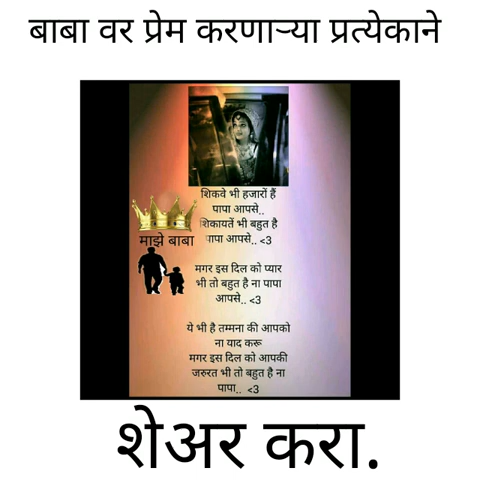 बाबा वर प्रेम करणाऱ्या प्रत्येकाने
शिकवे भी हजारों हैं
पापा आपसे..
शिकायतें भी बहुत है
पापा आपसे.. <3
माझे बाबा
मगर इस दिल को प्यार
भी तो बहुत है ना पापा
आपसे.. <3
ये भी है तम्मना की आपको
ना याद करू
मगर इस दिल को आपकी
जरुरत भी तो बहुत है ना
पापा.. <3
शेअर करा.